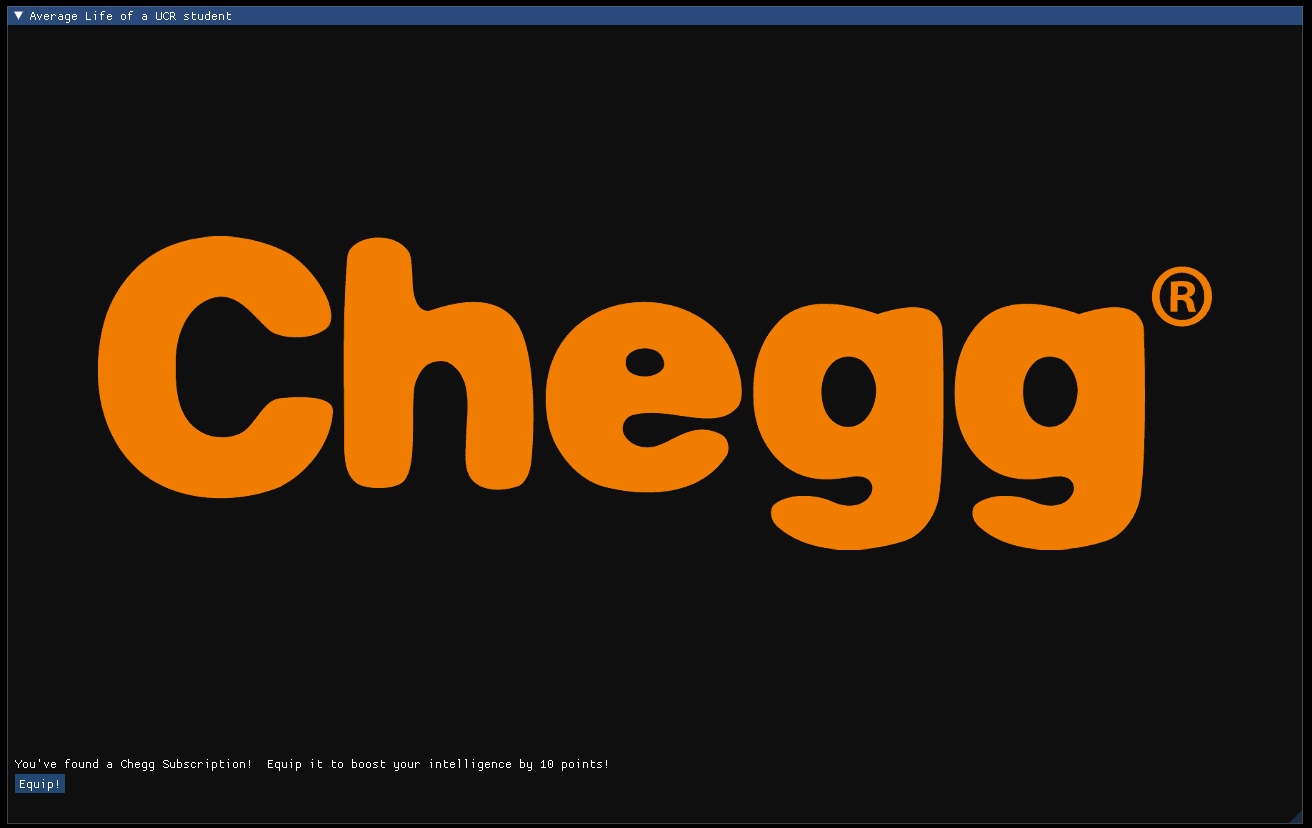 Average Life of a UCR student
Chegg®
You've found a Chegg Subscription!  Equip it to boost your intelligence by 10 points!
Equip!